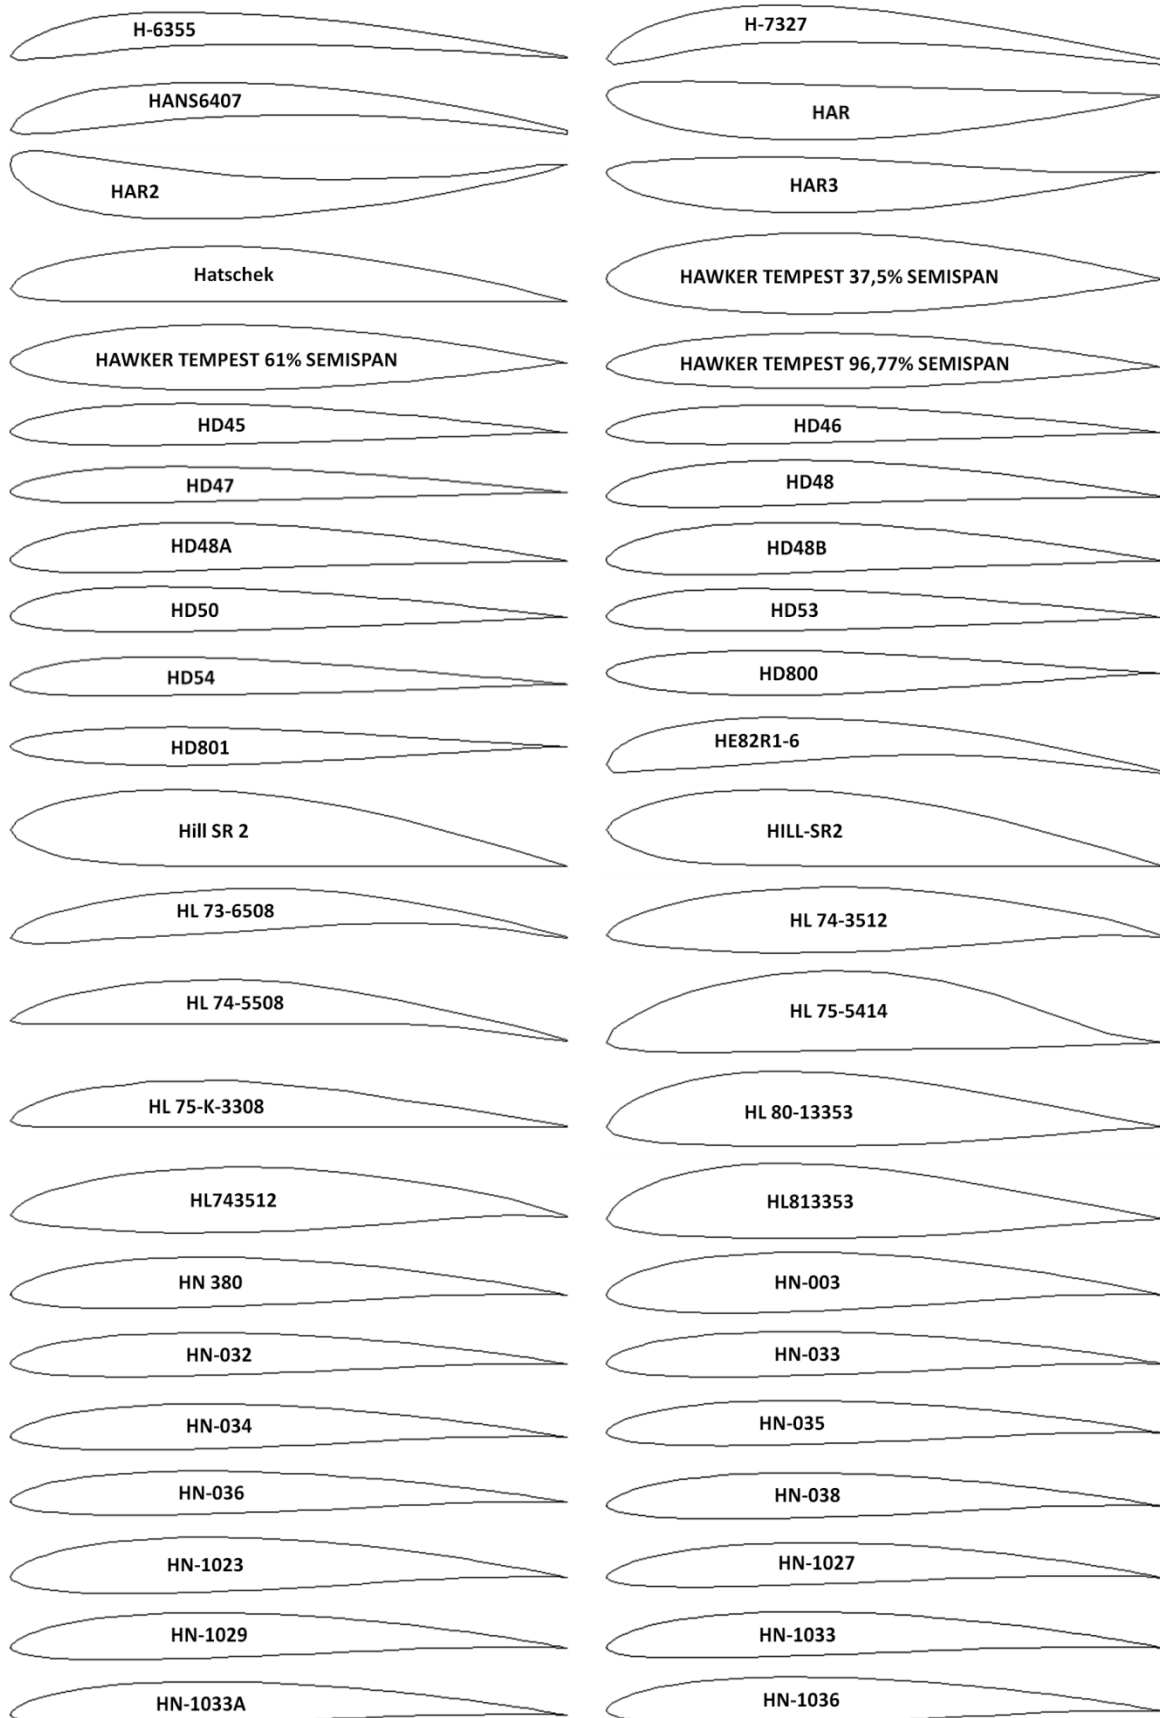 H-6355
H-7327
HANS6407
HAR
HAR2
HAR3
Hatschek
HAWKER TEMPEST 37,5% SEMISPAN
HAWKER TEMPEST 61% SEMISPAN
HAWKER TEMPEST 96,77% SEMISPAN
HD45
HD46
HD47
HD48
HD48A
HD48B
HD50
HD53
HD54
HD800
HD801
HE82R1-6
Hill SR 2
HILL-SR2
HL 73-6508
HL 74-3512
HL 74-5508
HL 75-5414
HL 75-K-3308
HL 80-13353
HL743512
HL813353
HN 380
HN-003
HN-032
HN-033
HN-034
HN-035
HN-036
HN-038
HN-1023
HN-1027
HN-1029
HN-1033
HN-1033A
HN-1036